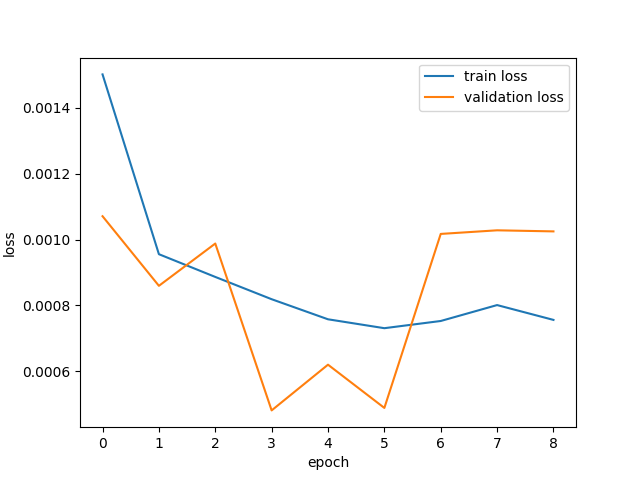 train loss
validation loss
0.0014
0.0012
0.0010
0.0008
0.0006
loss
0 1 2 3 4 5 6 7 8
epoch